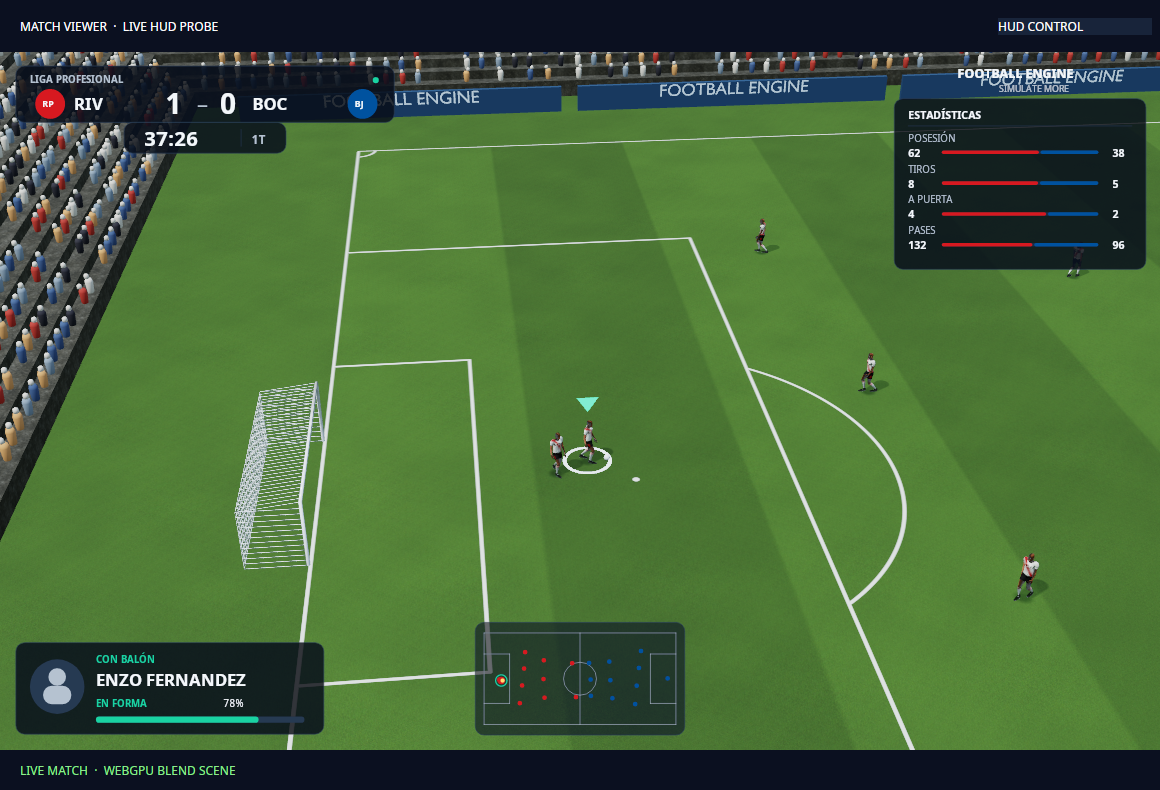 MATCH VIEWER · LIVE HUD PROBE
HUD CONTROL
LIGA PROFESIONAL
RP RIV 1 – 0 BOC BJ
37:26 1T
FOOTBALL ENGINE
FOOTBALL ENGINE
FOOTBALL ENGINE
FOOTBALL ENGINE
SIMULATE MORE
ESTADÍSTICAS
POSESIÓN
62 38
TIROS
8 5
A PUERTA
4 2
PASES
132 96
CON BALÓN
ENZO FERNANDEZ
EN FORMA 78%
LIVE MATCH · WEBGPU BLEND SCENE